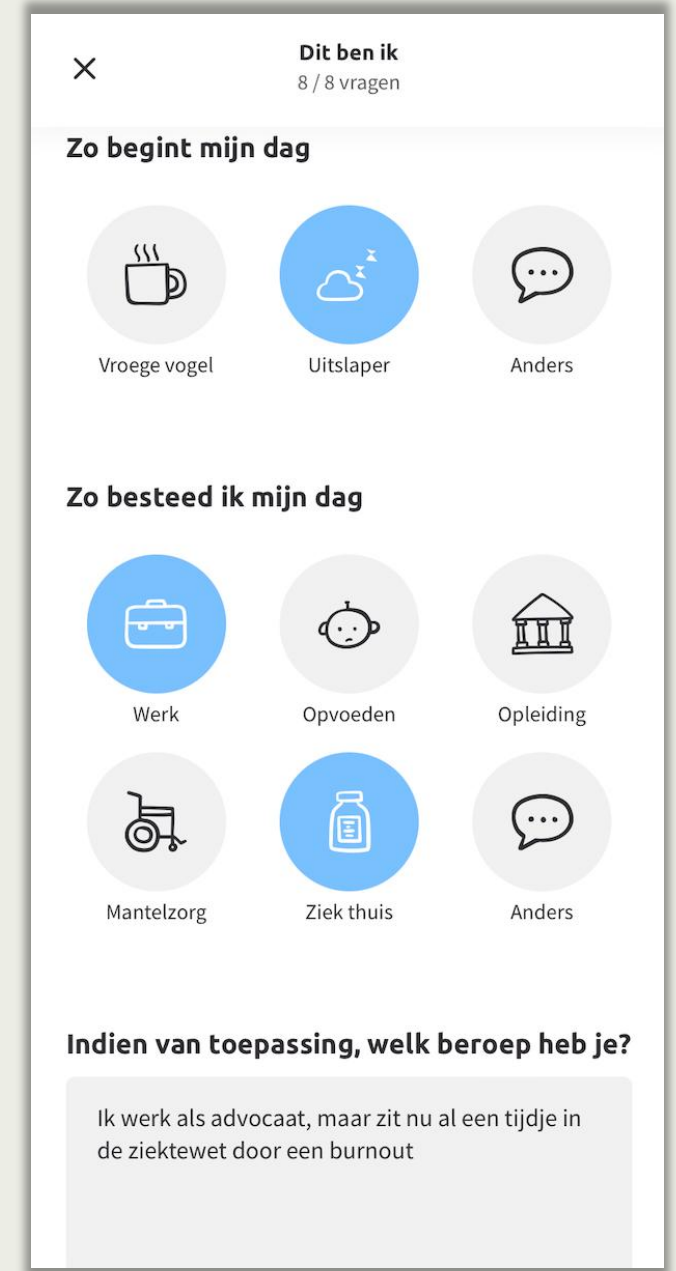 Dit ben ik
8 / 8 vragen
Zo begint mijn dag
Vroege vogel
Uitslaper
Anders
Zo besteed ik mijn dag
Werk
Opvoeden
Opleiding
Mantelzorg
Ziek thuis
Anders
Indien van toepassing, welk beroep heb je?
Ik werk als advocaat, maar zit nu al een tijdje in
de ziektewet door een burnout